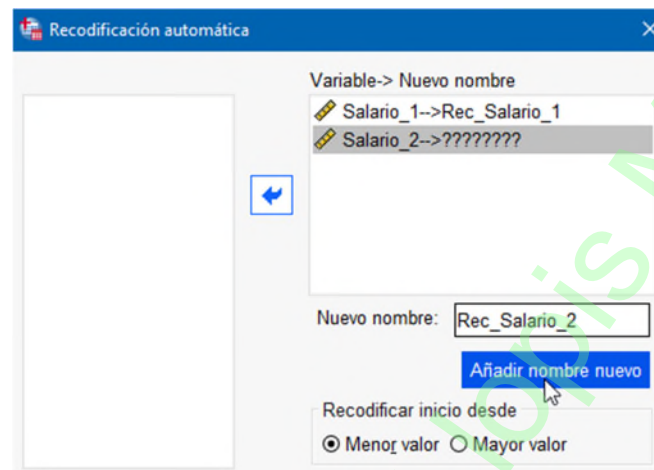 Recodificación automática
Variable-> Nuevo nombre
Salario_1-->Rec_Salario_1
Salario_2-->????????
Nuevo nombre: Rec_Salario_2
Añadir nombre nuevo
Recodificar inicio desde
Menor valor Mayor valor
lopis